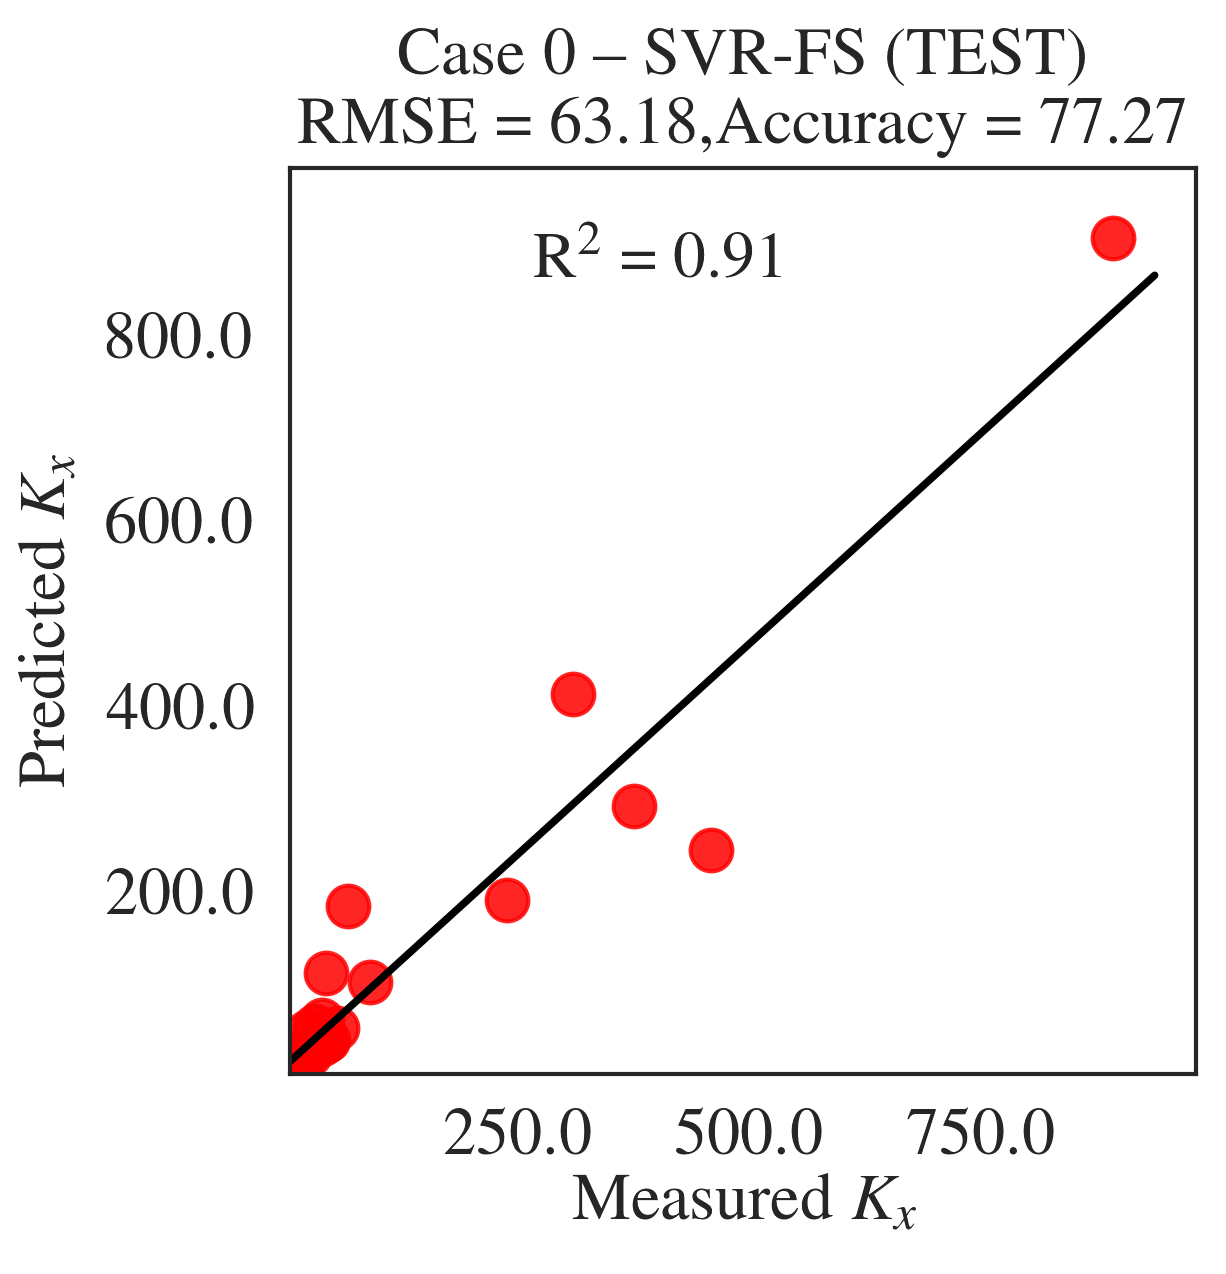 Case 0 – SVR-FS (TEST)
RMSE = 63.18,Accuracy = 77.27
R² = 0.91
800.0
600.0
400.0
200.0
Predicted Kₓ
250.0 500.0 750.0
Measured Kₓ